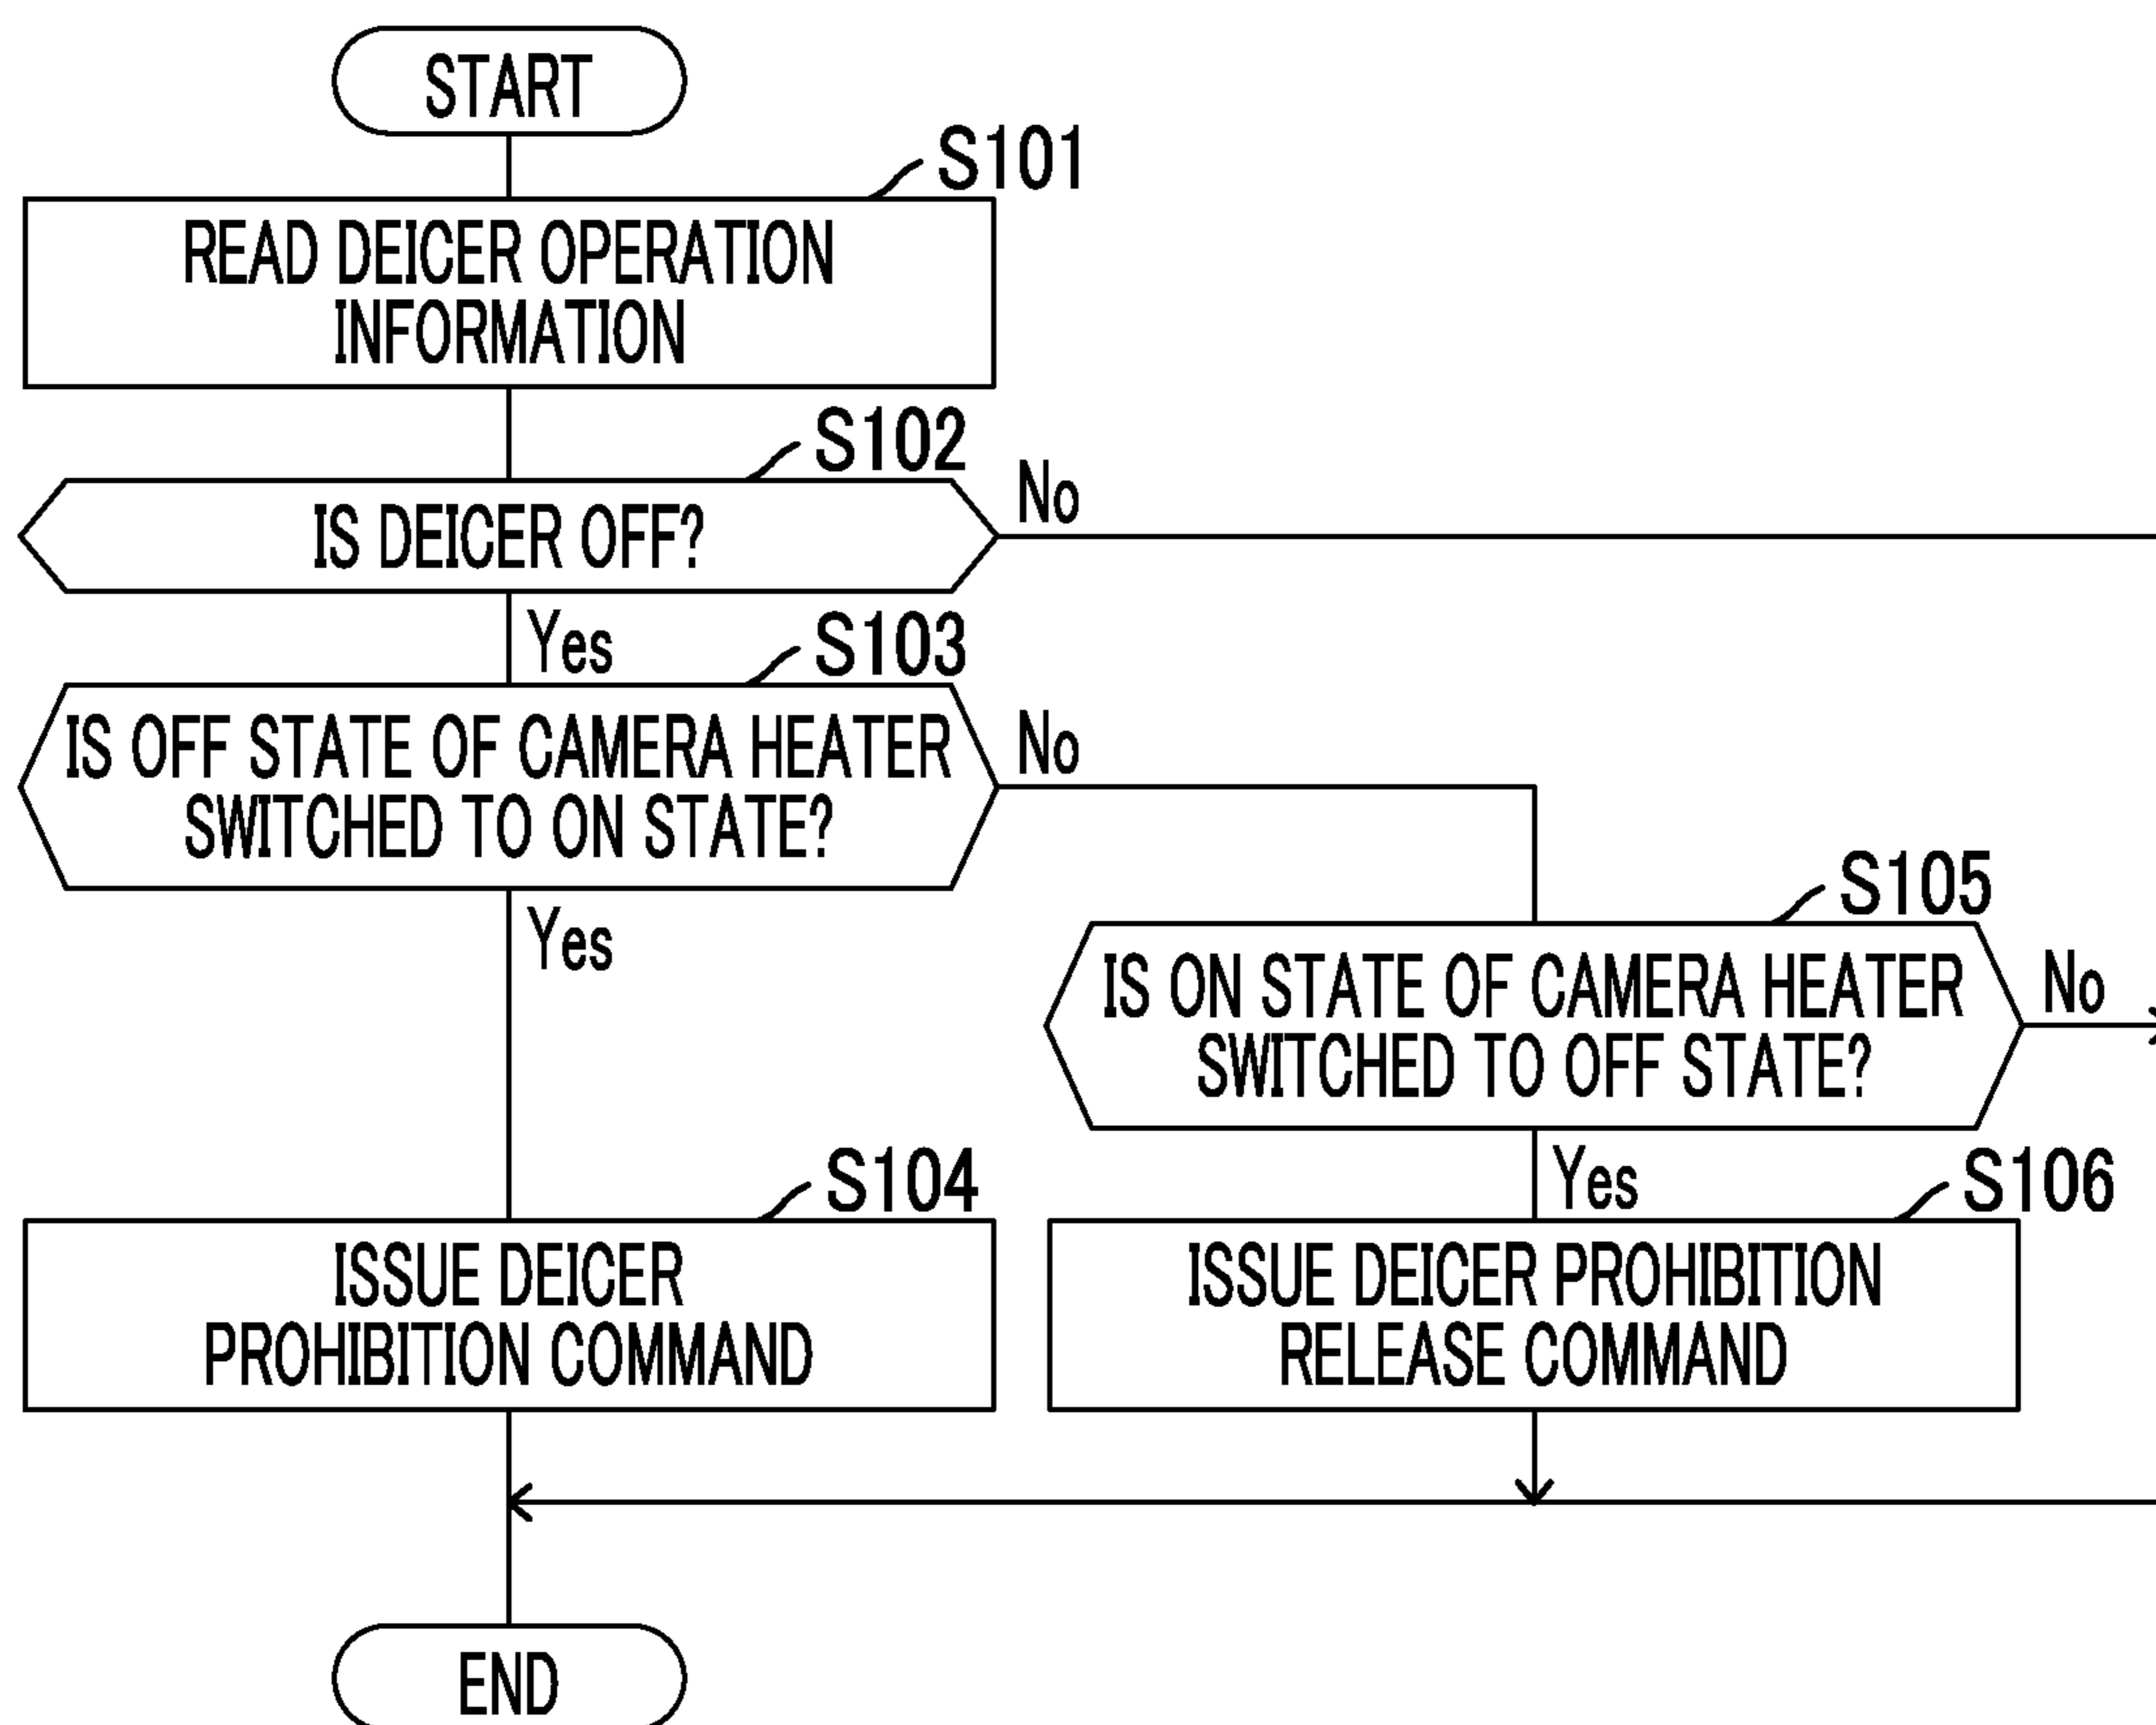 START
S101
READ DEICER OPERATION
INFORMATION
S102
IS DEICER OFF?
No
Yes
S103
IS OFF STATE OF CAMERA HEATER
SWITCHED TO ON STATE?
No
Yes
S105
IS ON STATE OF CAMERA HEATER
SWITCHED TO OFF STATE?
No
Yes
S104
ISSUE DEICER
PROHIBITION COMMAND
S106
ISSUE DEICER PROHIBITION
RELEASE COMMAND
END